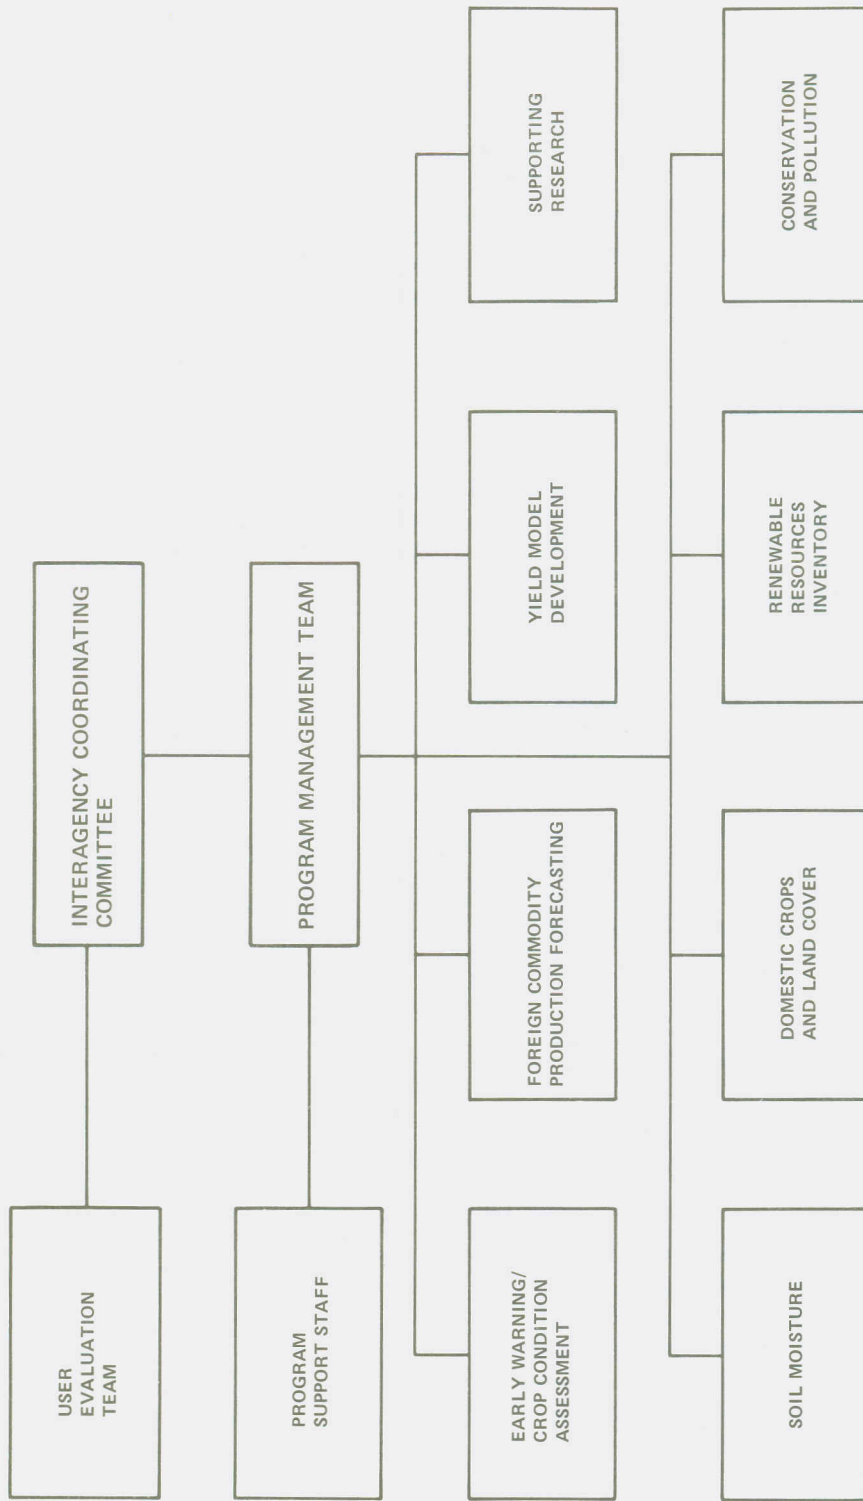 USER
EVALUATION
TEAM
INTERAGENCY COORDINATING
COMMITTEE
PROGRAM
SUPPORT STAFF
PROGRAM MANAGEMENT TEAM
EARLY WARNING/
CROP CONDITION
ASSESSMENT
FOREIGN COMMODITY
PRODUCTION FORECASTING
YIELD MODEL
DEVELOPMENT
SUPPORTING
RESEARCH
SOIL MOISTURE
DOMESTIC CROPS
AND LAND COVER
RENEWABLE
RESOURCES
INVENTORY
CONSERVATION
AND POLLUTION